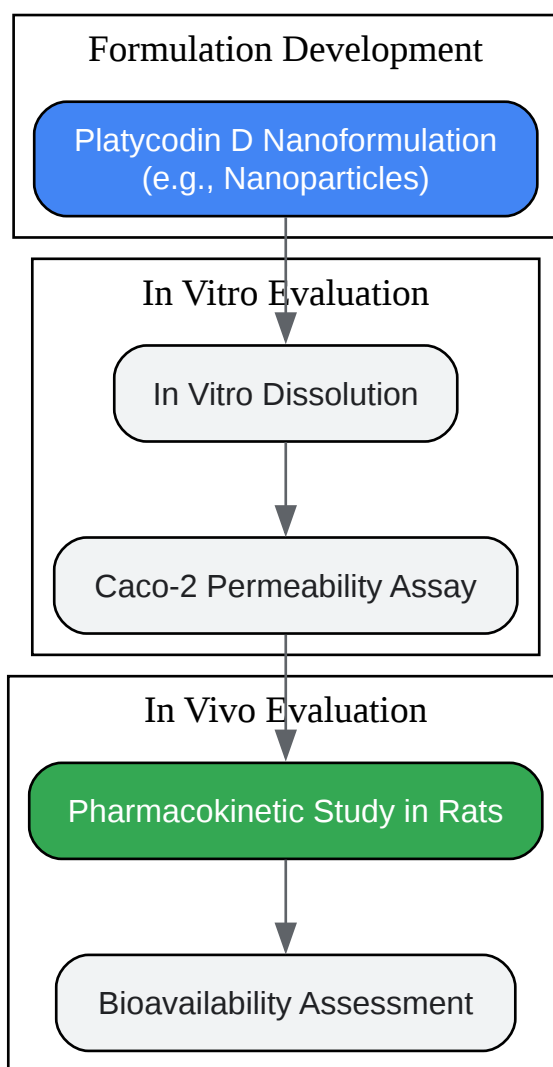 Formulation Development
Platycodin D Nanoformulation
(e.g., Nanoparticles)
In Vitro Evaluation
In Vitro Dissolution
Caco-2 Permeability Assay
In Vivo Evaluation
Pharmacokinetic Study in Rats
Bioavailability Assessment